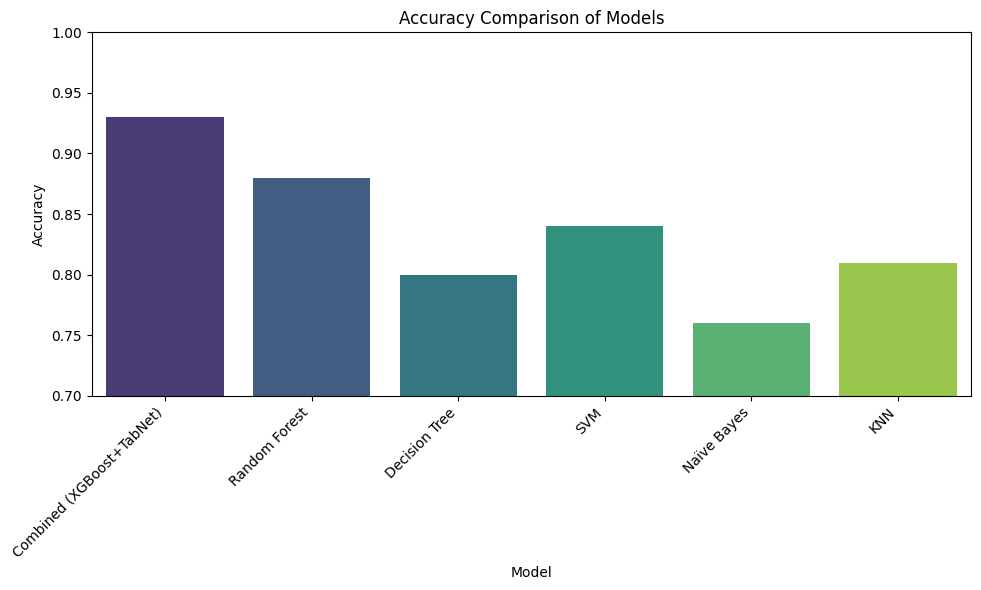 Accuracy Comparison of Models
Accuracy
1.00
0.95
0.90
0.85
0.80
0.75
0.70
Combined (XGBoost+TabNet)
Random Forest
Decision Tree
SVM
Naïve Bayes
KNN
Model